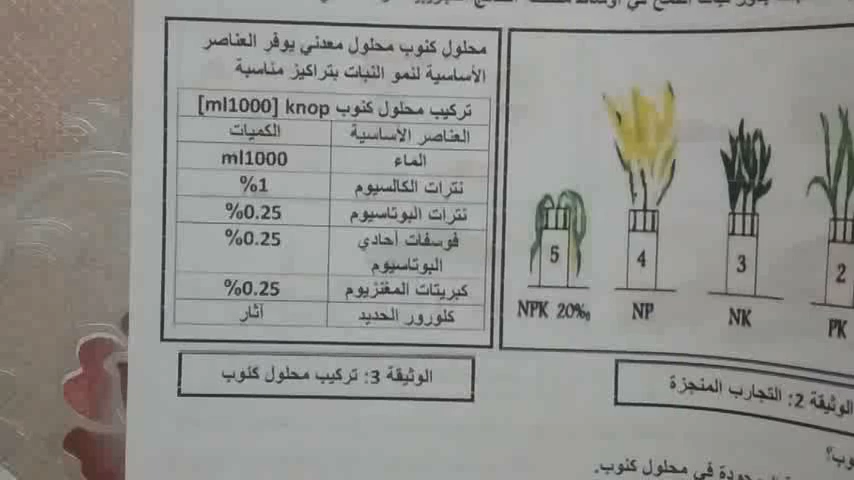 محلول كنوب محلول معدني يوفر العناصر
الأساسية لنمو النبات بتراكيز مناسبة
تركيب محلول كنوب knop [ml1000]
العناصر الأساسية الكميات
الماء ml1000
نترات الكالسيوم %1
نترات البوتاسيوم %0.25
فوسفات أحادي %0.25
البوتاسيوم
كبريتات المغنزيوم %0.25
كلورور الحديد آثار
الوثيقة 3: تركيب محلول كنوب
5 4 3 2
NPK 20‰ NP NK PK
الوثيقة 2: التجارب المنجزة
في محلول كنوب.